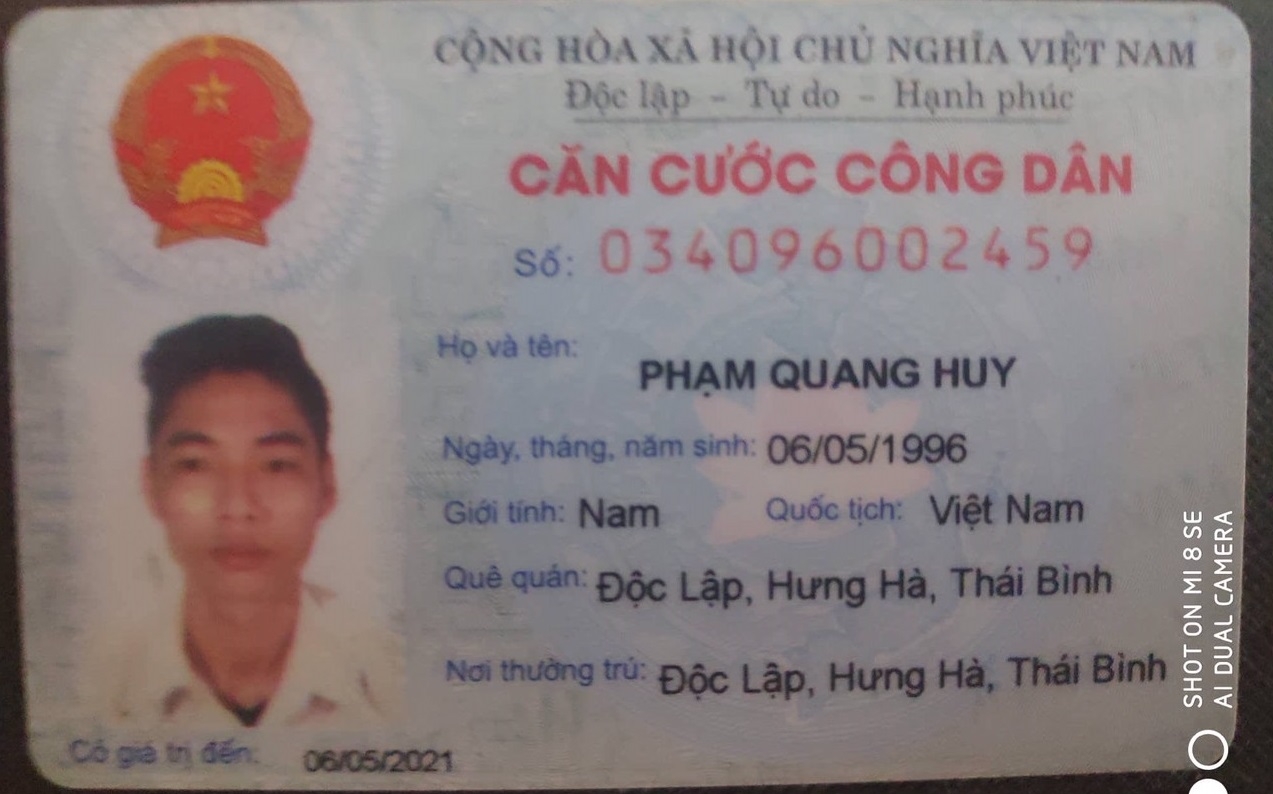 CỘNG HÒA XÃ HỘI CHỦ NGHĨA VIỆT NAM
Độc lập - Tự do - Hạnh phúc
CĂN CƯỚC CÔNG DÂN
Số: 034096002459
Họ và tên:
PHẠM QUANG HUY
Ngày, tháng, năm sinh: 06/05/1996
Giới tính: Nam Quốc tịch: Việt Nam
Quê quán: Độc Lập, Hưng Hà, Thái Bình
Nơi thường trú: Độc Lập, Hưng Hà, Thái Bình
Có giá trị đến: 06/05/2021
SHOT ON MI 8 SE
AI DUAL CAMERA